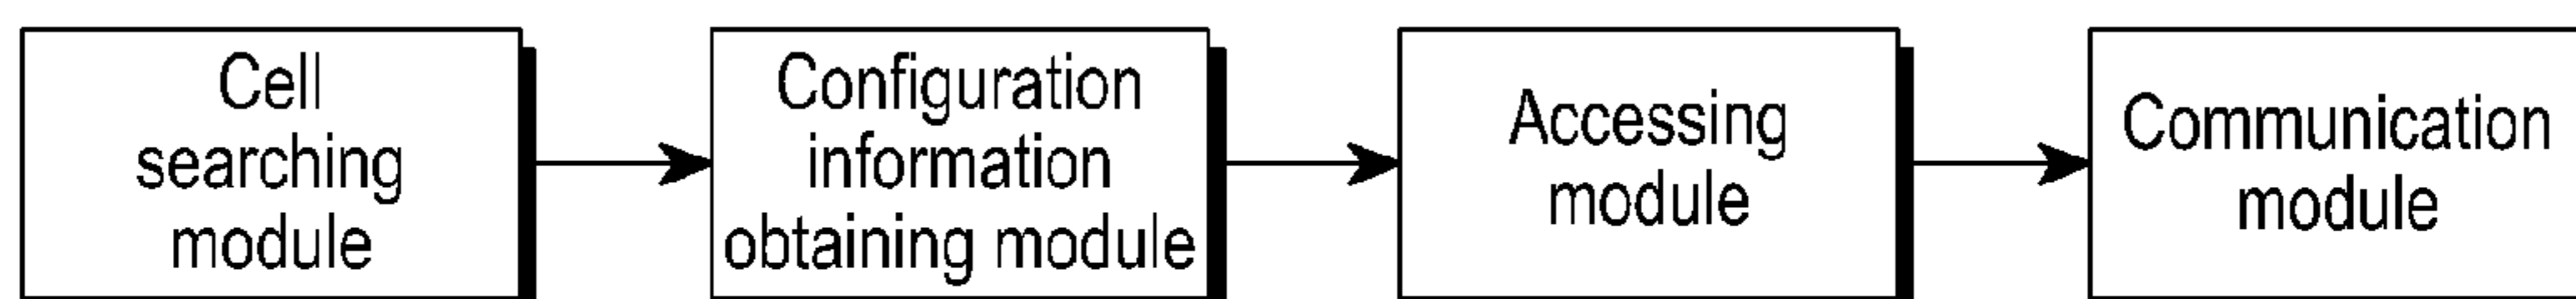 Cell
searching
module
Configuration
information
obtaining module
Accessing
module
Communication
module